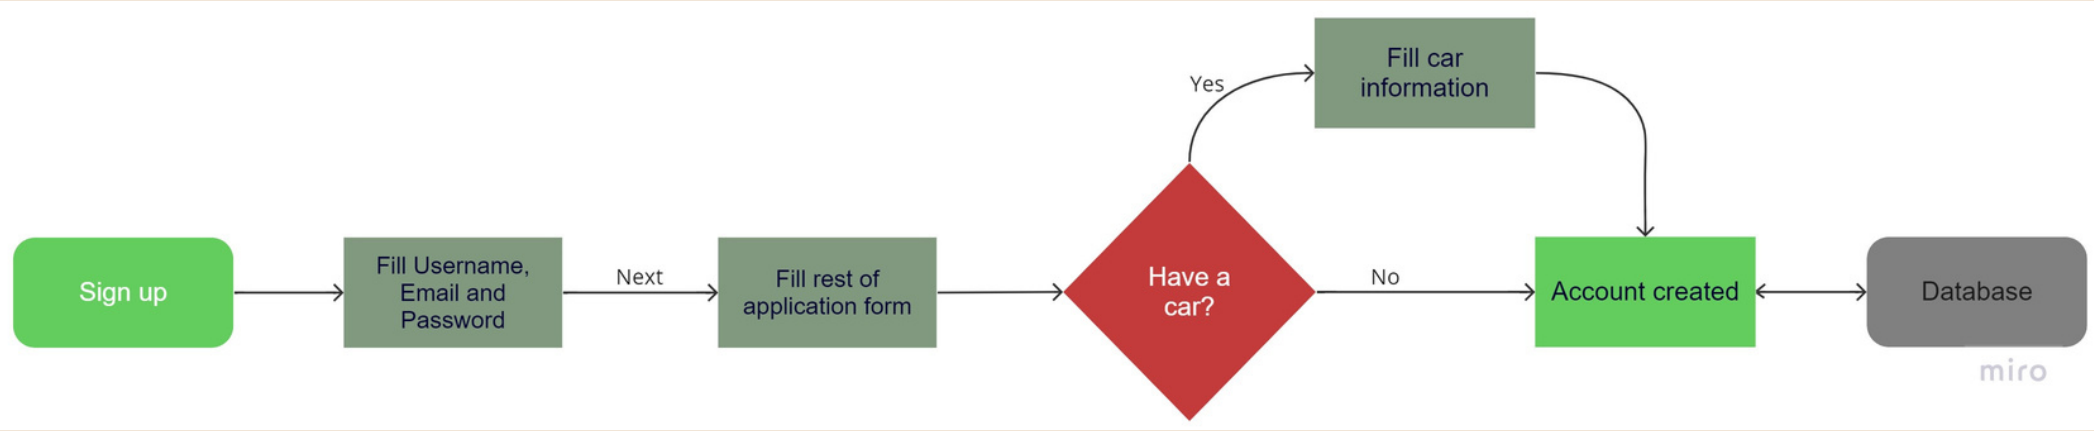 Fill car
information
Yes
Sign up
Fill Username,
Email and
Password
Next
Fill rest of
application form
Have a
car?
No
Account created
Database
miro